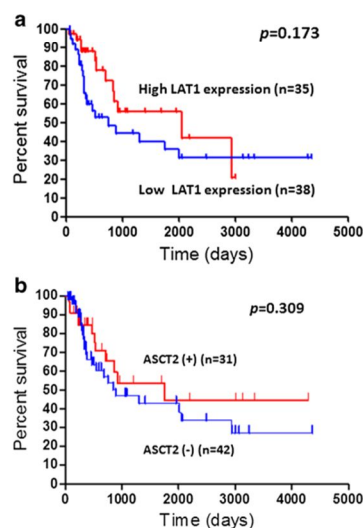 a
p=0.173
100
90
80
70
60
50
40
30
20
10
0
Percent survival
High LAT1 expression (n=35)
Low LAT1 expression (n=38)
0 1000 2000 3000 4000 5000
Time (days)
b
p=0.309
100
90
80
70
60
50
40
30
20
10
0
Percent survival
ASCT2 (+) (n=31)
ASCT2 (-) (n=42)
0 1000 2000 3000 4000 5000
Time (days)